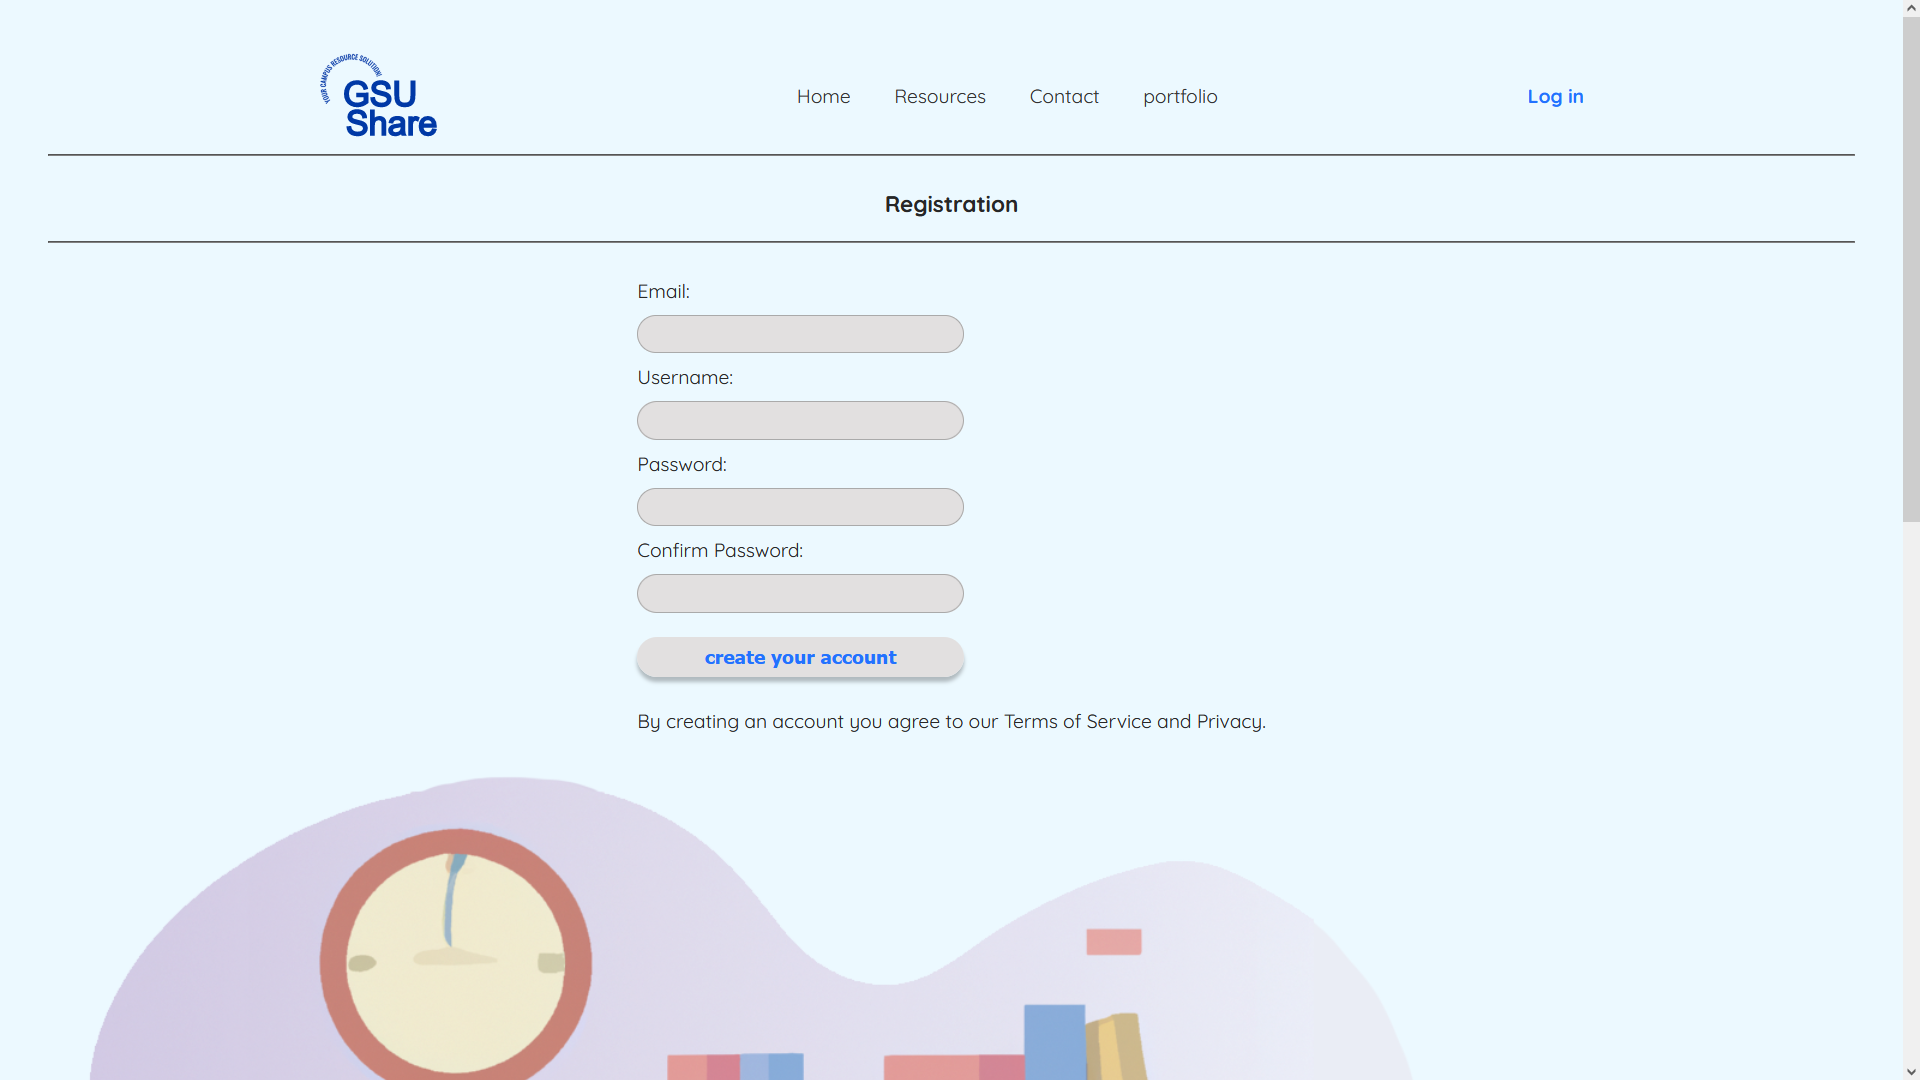 YOUR CAMPUS RESOURCE SOLUTION!
GSU
Share
Home Resources Contact portfolio Log in
Registration
Email:
Username:
Password:
Confirm Password:
create your account
By creating an account you agree to our Terms of Service and Privacy.